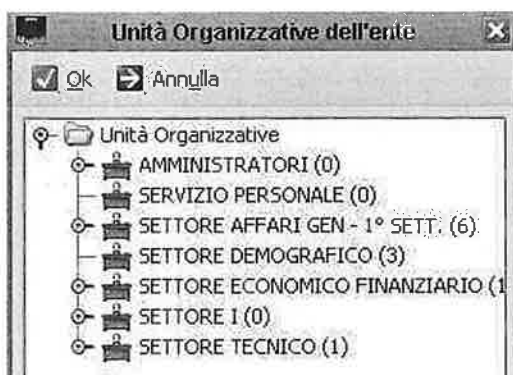 Unità Organizzative dell'ente
Ok Annulla
Unità Organizzative
AMMINISTRATORI (0)
SERVIZIO PERSONALE (0)
SETTORE AFFARI GEN - 1° SETT. (6)
SETTORE DEMOGRAFICO (3)
SETTORE ECONOMICO FINANZIARIO (1
SETTORE I (0)
SETTORE TECNICO (1)